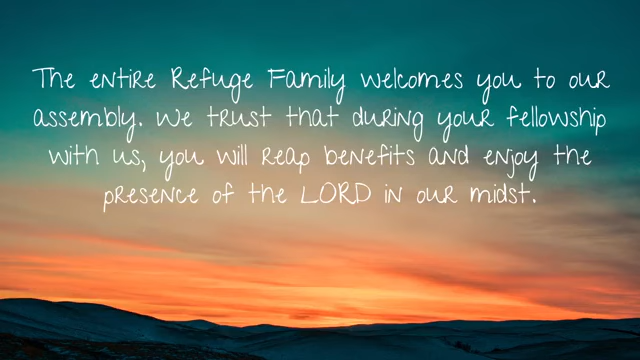 The entire Refuge Family welcomes you to our
assembly. We trust that during your fellowship
with us, you will reap benefits and enjoy the
presence of the LORD in our midst.